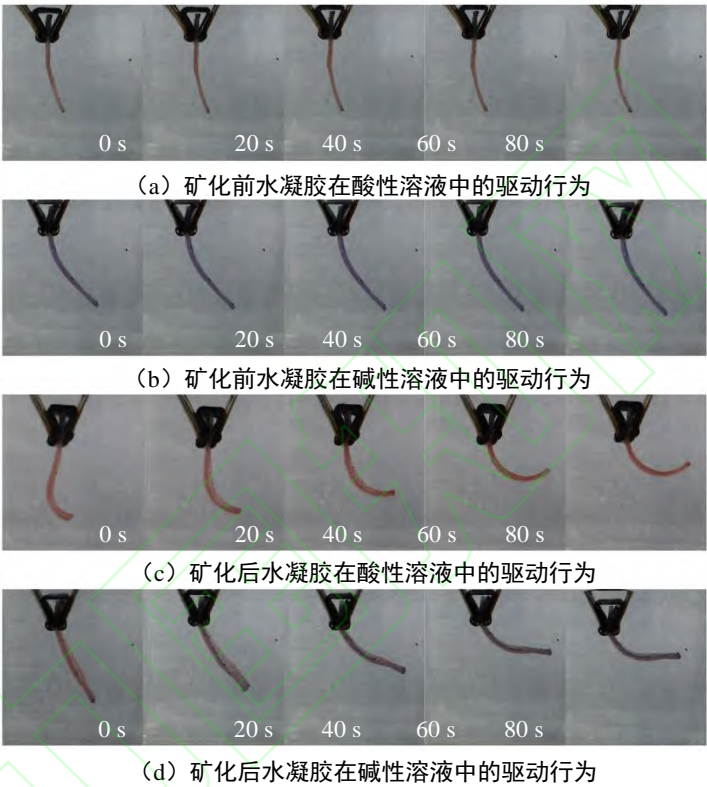 0 s 20 s 40 s 60 s 80 s
（a）矿化前水凝胶在酸性溶液中的驱动行为
0 s 20 s 40 s 60 s 80 s
（b）矿化前水凝胶在碱性溶液中的驱动行为
0 s 20 s 40 s 60 s 80 s
（c）矿化后水凝胶在酸性溶液中的驱动行为
0 s 20 s 40 s 60 s 80 s
（d）矿化后水凝胶在碱性溶液中的驱动行为